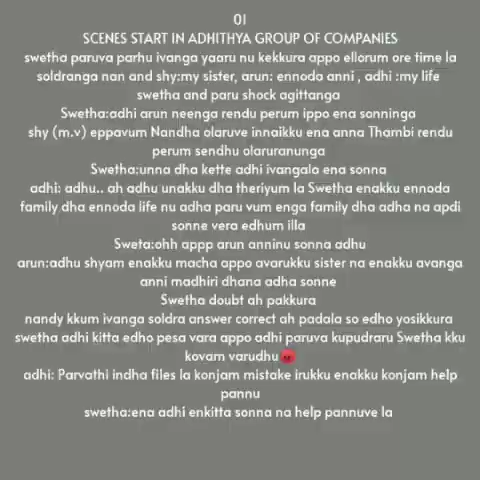 01
SCENES START IN ADHITHYA GROUP OF COMPANIES
swetha paruva parhu ivanga yaaru nu kekkura appo ellorum ore time la
soldranga nan and shy:my sister, arun: ennoda anni , adhi :my life
swetha and paru shock agittanga
Swetha:adhi arun neenga rendu perum ippo ena sonninga
shy (m.v) eppavum Nandha olaruve innaikku ena anna Thambi rendu
perum sendhu olaruranunga
Swetha:unna dha kette adhi ivangalo ena sonna
adhi: adhu.. ah adhu unakku dha theriyum la Swetha enakku ennoda
family dha ennoda life nu adha paru vum enga family dha adha na apdi
sonne vera edhum illa
Sweta:ohh appp arun anninu sonna adhu
arun:adhu shyam enakku macha appo avarukku sister na enakku avanga
anni madhiri dhana adha sonne
Swetha doubt ah pakkura
nandy kkum ivanga soldra answer correct ah padala so edho yosikkura
swetha adhi kitta edho pesa vara appo adhi paruva kupudraru Swetha kku
kovam varudhu😡
adhi: Parvathi indha files la konjam mistake irukku enakku konjam help
pannu
swetha:ena adhi enkitta sonna na help pannuve la